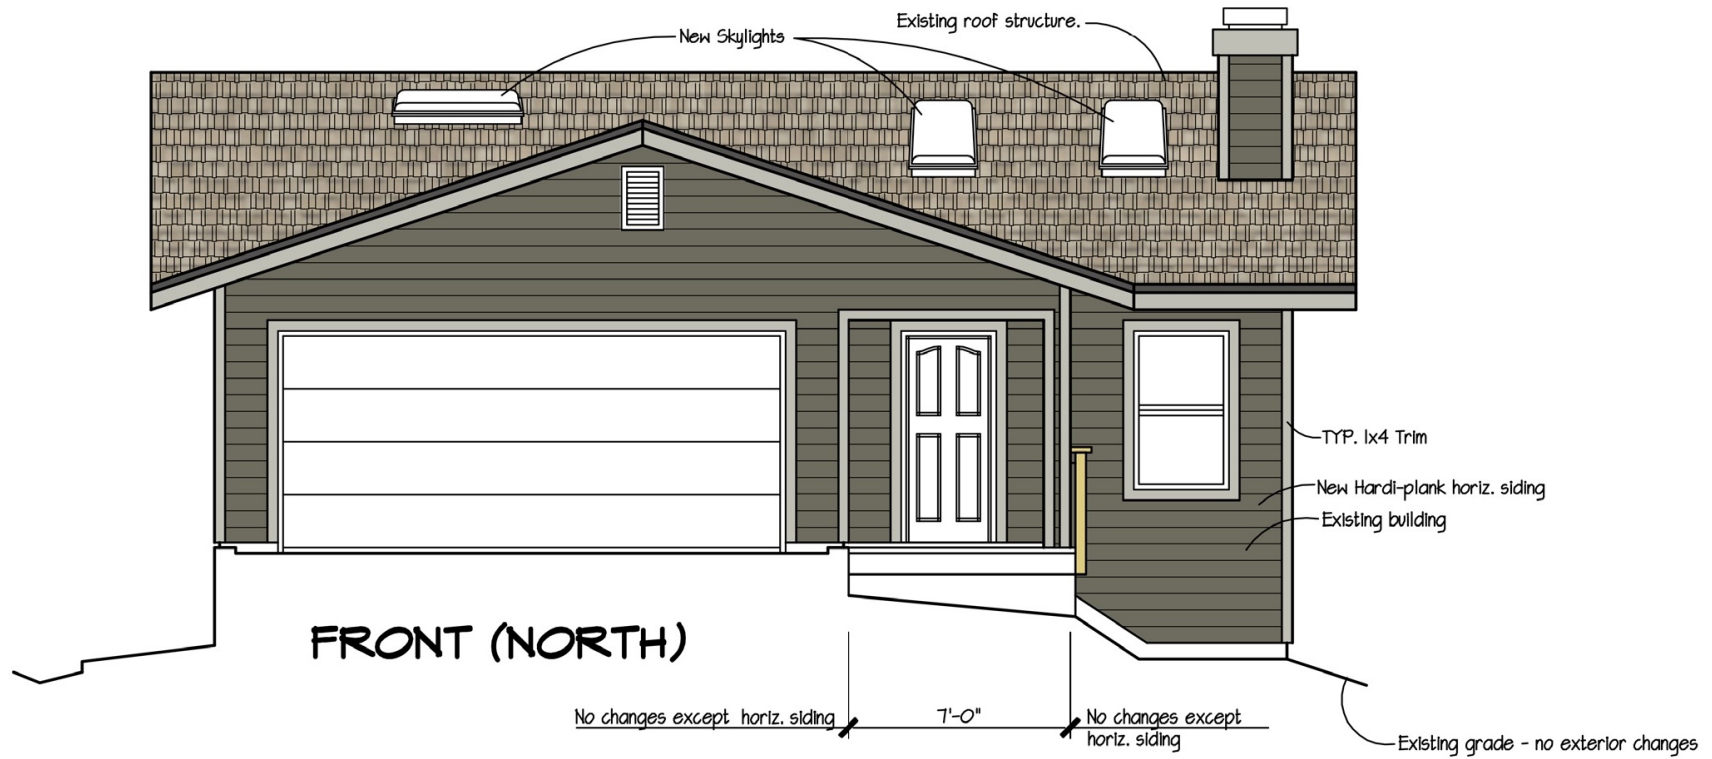 Existing roof structure.
New Skylights
TYP. 1x4 Trim
New Hardi-plank horiz. siding
Existing building
FRONT (NORTH)
No changes except horiz. siding
7'-0"
No changes except
horiz. siding
Existing grade - no exterior changes